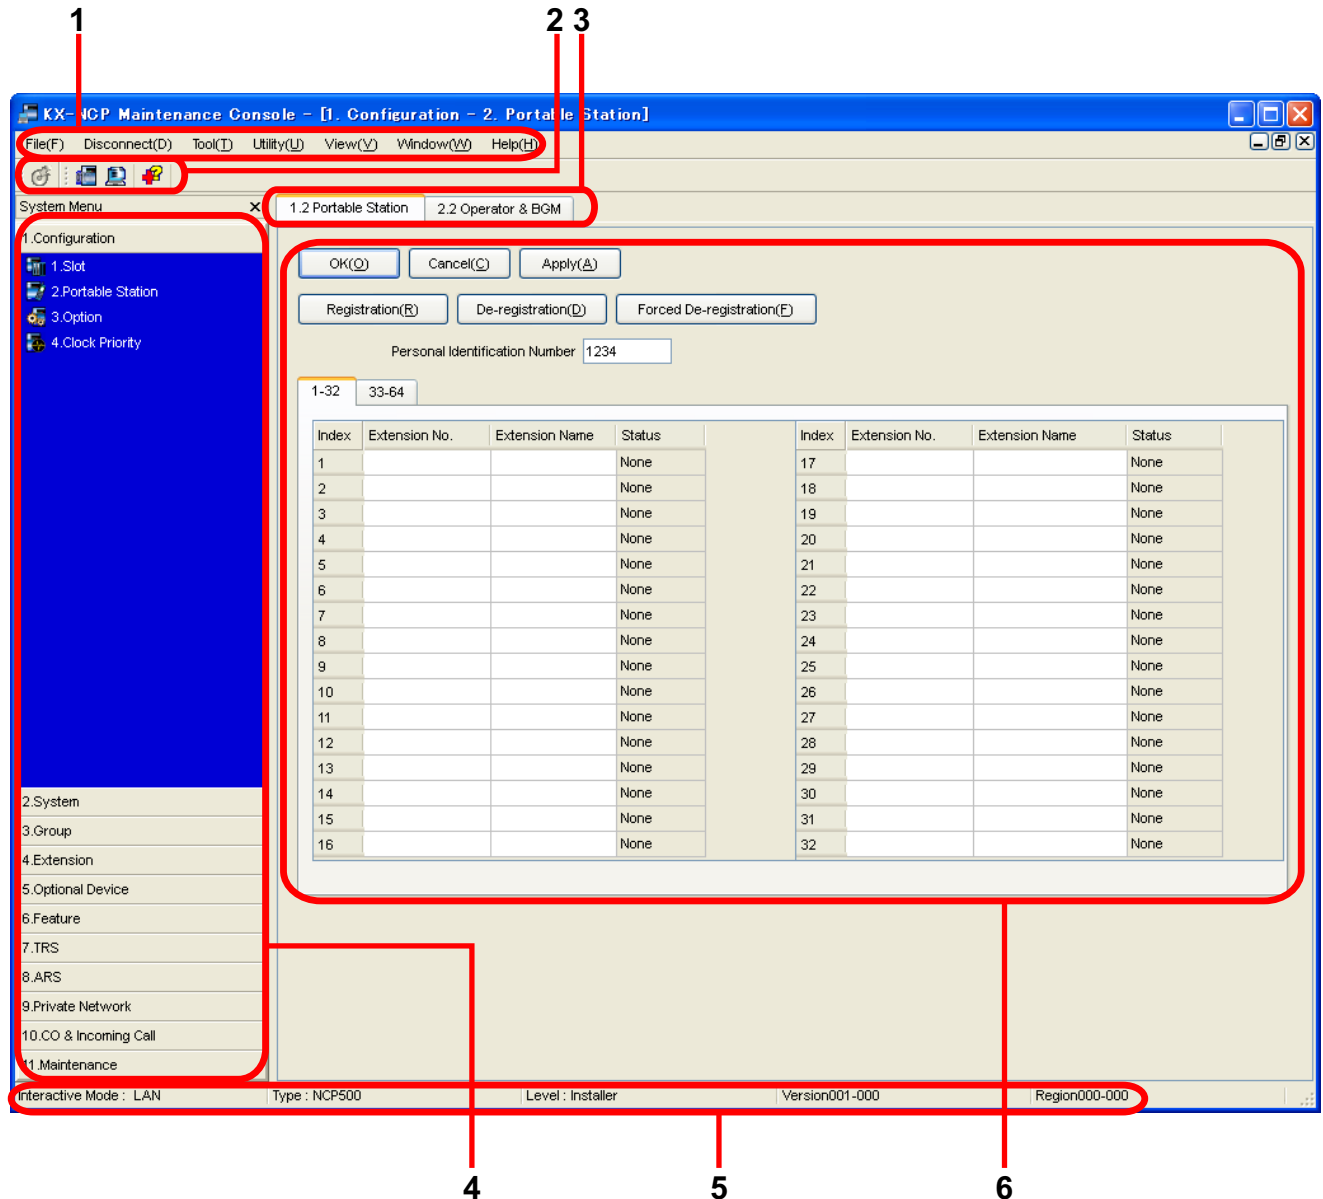 1 2 3
KX-NCP Maintenance Console - [1. Configuration - 2. Portable Station]
File(F) Disconnect(D) Tool(T) Utility(U) View(V) Window(W) Help(H)
System Menu
1.2 Portable Station 2.2 Operator & BGM
1.Configuration
1.Slot
2.Portable Station
3.Option
4.Clock Priority
2.System
3.Group
4.Extension
5.Optional Device
6.Feature
7.TRS
8.ARS
9.Private Network
10.CO & Incoming Call
11.Maintenance
OK(O) Cancel(C) Apply(A)
Registration(R) De-registration(D) Forced De-registration(F)
Personal Identification Number 1234
1-32 33-64
Index Extension No. Extension Name Status Index Extension No. Extension Name Status
1 None 17 None
2 None 18 None
3 None 19 None
4 None 20 None
5 None 21 None
6 None 22 None
7 None 23 None
8 None 24 None
9 None 25 None
10 None 26 None
11 None 27 None
12 None 28 None
13 None 29 None
14 None 30 None
15 None 31 None
16 None 32 None
Interactive Mode : LAN Type : NCP500 Level : Installer Version001-000 Region000-000
4 5 6